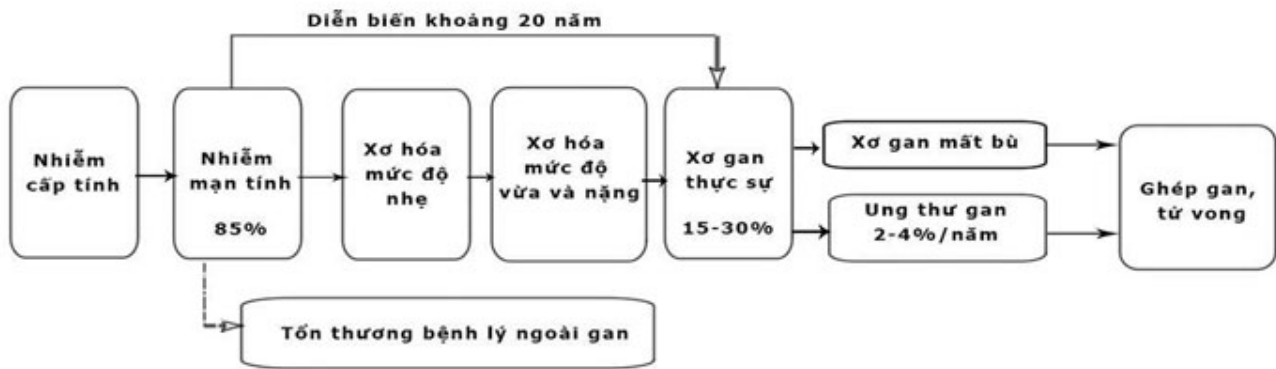 Diễn biến khoảng 20 năm
Nhiễm
cấp tính
Nhiễm
mạn tính
85%
Xơ hóa
mức độ
nhẹ
Xơ hóa
mức độ
vừa và nặng
Xơ gan
thực sự
15-30%
Xơ gan mất bù
Ung thư gan
2-4%/năm
Ghép gan,
tử vong
Tổn thương bệnh lý ngoài gan